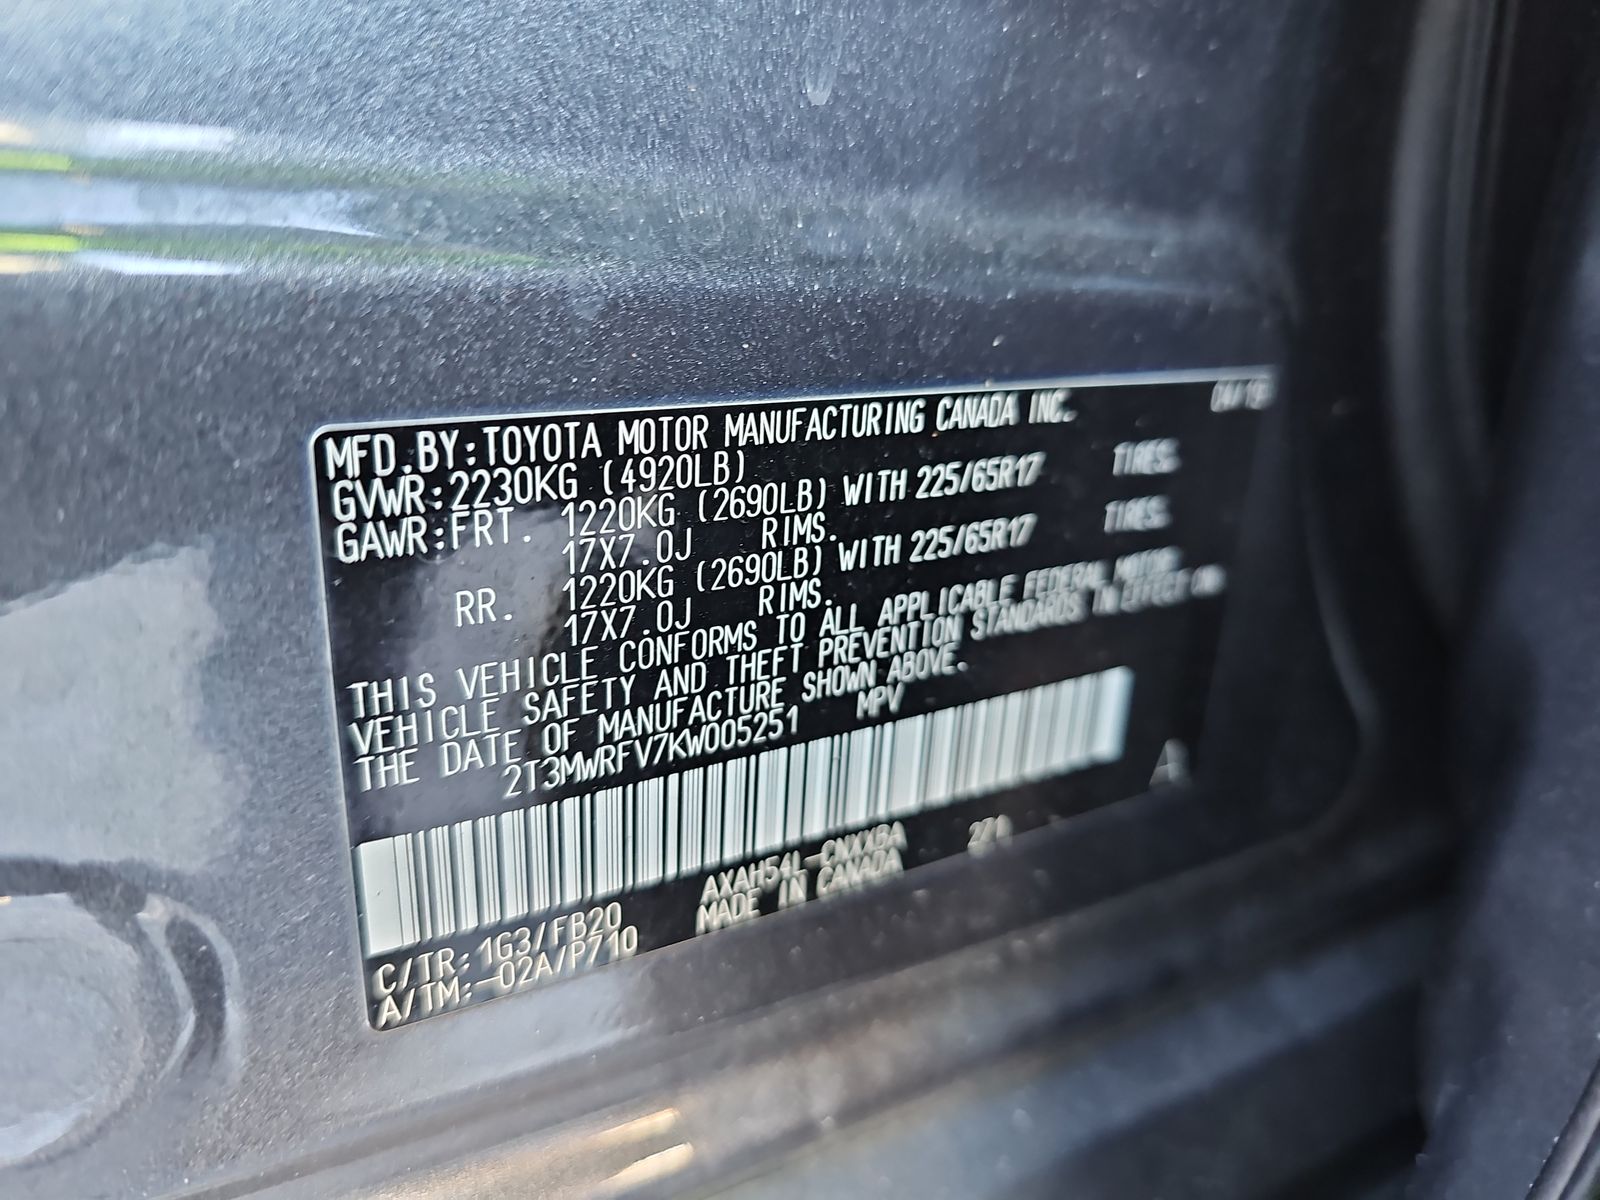 04/19
MFD.BY:TOYOTA MOTOR MANUFACTURING CANADA INC.
GVWR:2230KG (4920LB)
GAWR:FRT. 1220KG (2690LB) WITH 225/65R17 TIRES.
17X7.0J RIMS.
RR. 1220KG (2690LB) WITH 225/65R17 TIRES.
17X7.0J RIMS.
THIS VEHICLE CONFORMS TO ALL APPLICABLE FEDERAL MOTOR
VEHICLE SAFETY AND THEFT PREVENTION STANDARDS IN EFFECT ON
THE DATE OF MANUFACTURE SHOWN ABOVE.
2T3MWRFV7KW005251 MPV
A
C/TR:1G3/FB20 AXAH54L-CNXXBA
A/TM:-02A/P710 MADE IN CANADA